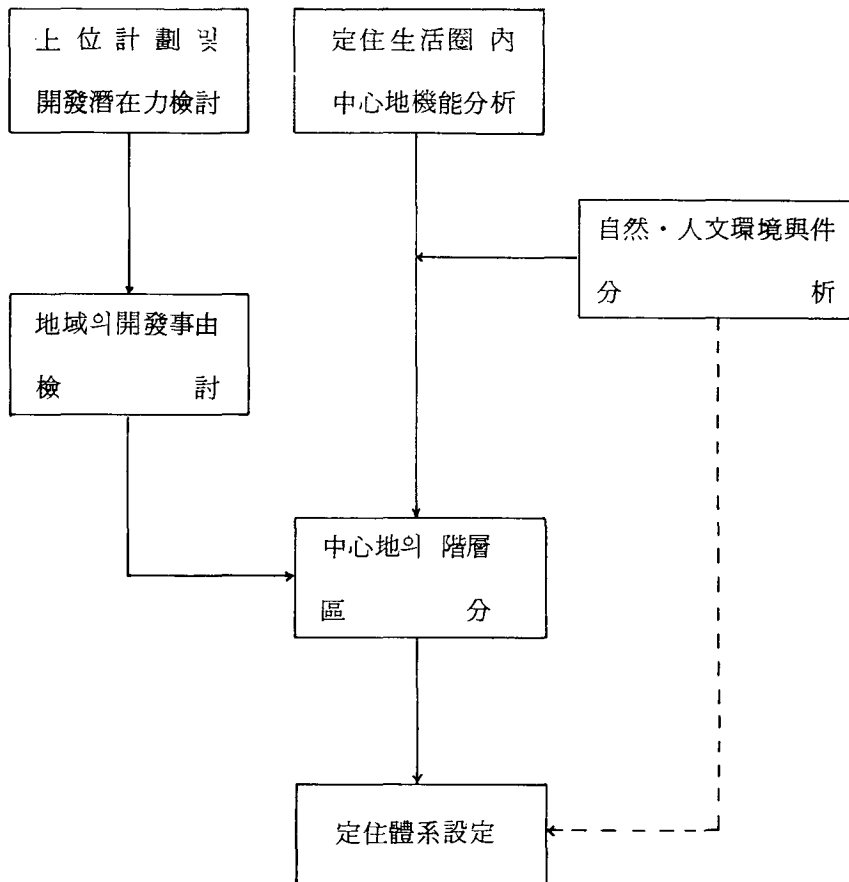 上位計劃 및
開發潛在力檢討
定住生活圈 內
中心地機能分析
自然・人文環境與件
分析
地域의開發事由
檢討
中心地의 階層
區分
定住體系設定